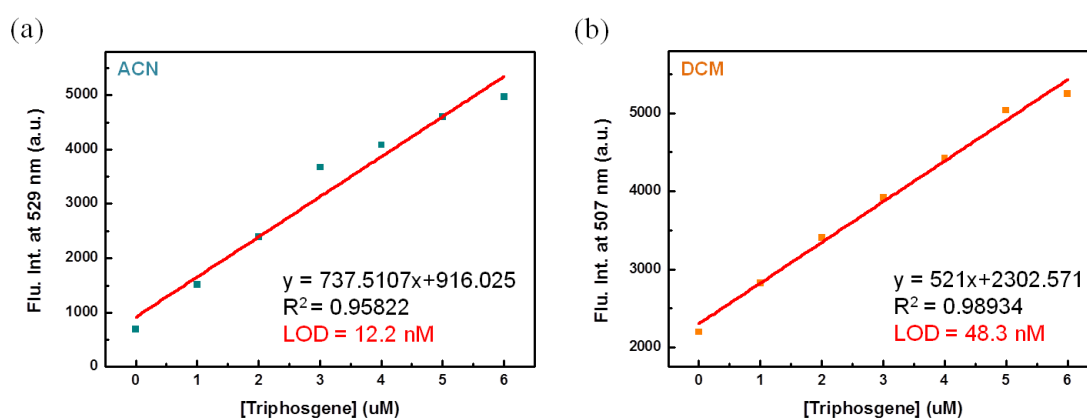 (a)
ACN
Flu. Int. at 529 nm (a.u.)
5000
4000
3000
2000
1000
0
y = 737.5107x+916.025
R² = 0.95822
LOD = 12.2 nM
0 1 2 3 4 5 6
[Triphosgene] (uM)
(b)
DCM
Flu. Int. at 507 nm (a.u.)
5000
4000
3000
2000
y = 521x+2302.571
R² = 0.98934
LOD = 48.3 nM
0 1 2 3 4 5 6
[Triphosgene] (uM)